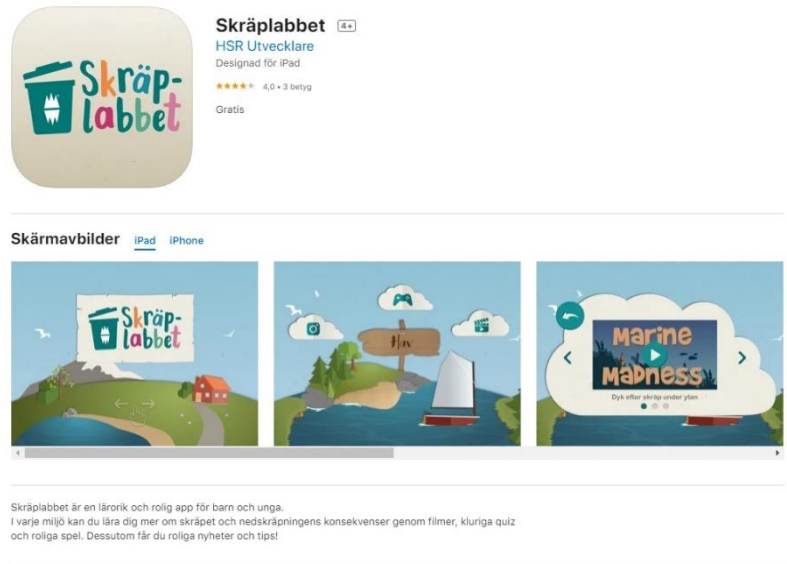 Skräp-
labbet
Skräplabbet 4+
HSR Utvecklare
Designad för iPad
★★★★★ 4,0 • 3 betyg
Gratis
Skärmavbilder iPad iPhone
Skräp-
labbet
Hav
Marine
Madness
Dyk efter skräp under ytan
Skräplabbet är en lärorik och rolig app för barn och unga.
I varje miljö kan du lära dig mer om skräpet och nedskräpningens konsekvenser genom filmer, kluriga quiz
och roliga spel. Dessutom får du roliga nyheter och tips!